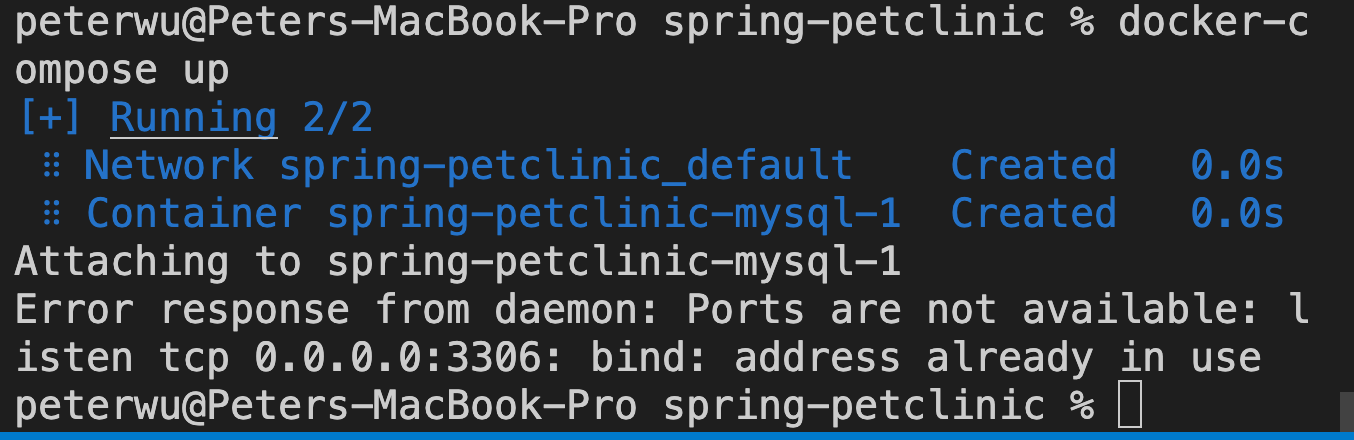 peterwu@Peters-MacBook-Pro spring-petclinic % docker-c
ompose up
[+] Running 2/2
⠿ Network spring-petclinic_default Created 0.0s
⠿ Container spring-petclinic-mysql-1 Created 0.0s
Attaching to spring-petclinic-mysql-1
Error response from daemon: Ports are not available: l
isten tcp 0.0.0.0:3306: bind: address already in use
peterwu@Peters-MacBook-Pro spring-petclinic %